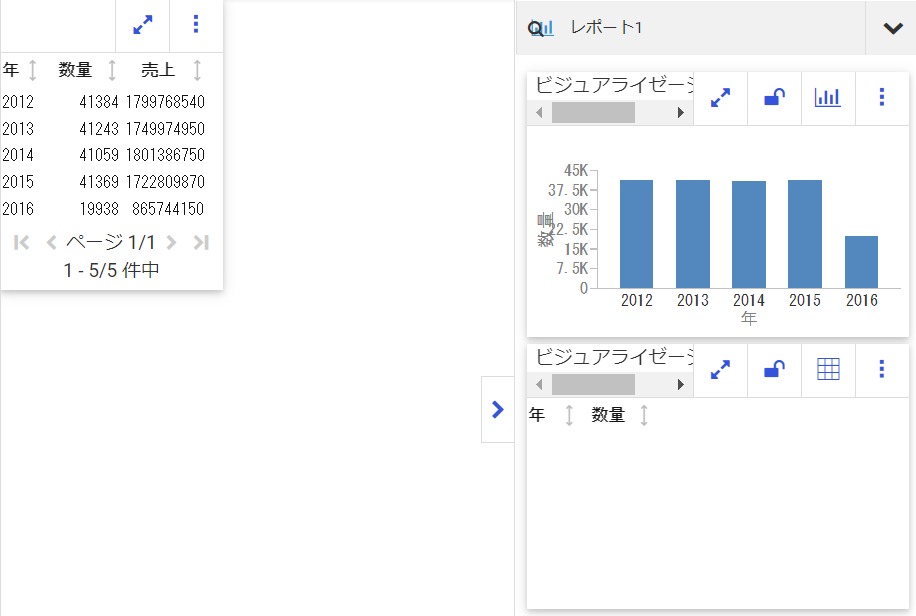 年 数量 売上
2012 41384 1799768540
2013 41243 1749974950
2014 41059 1801386750
2015 41369 1722809870
2016 19938 865744150
ページ 1/1
1 - 5/5 件中
レポート1
ビジュアライゼーシ
45K
37.5K
30K
22.5K
15K
7.5K
0
数量
2012 2013 2014 2015 2016
年
ビジュアライゼーシ
年 数量